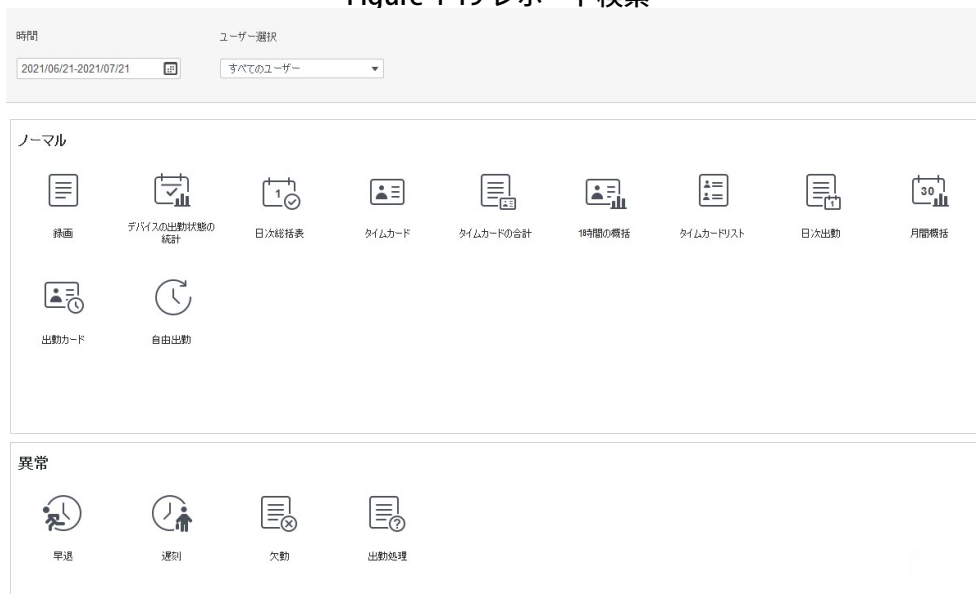 時間
ユーザー選択
2021/06/21-2021/07/21
すべてのユーザー
ノーマル
録画
デバイスの出勤状態の
統計
日次総括表
タイムカード
タイムカードの合計
1時間の概括
タイムカードリスト
日次出勤
月間概括
1
30
1
出勤カード
自由出勤
異常
早退
遅刻
欠勤
出勤処理